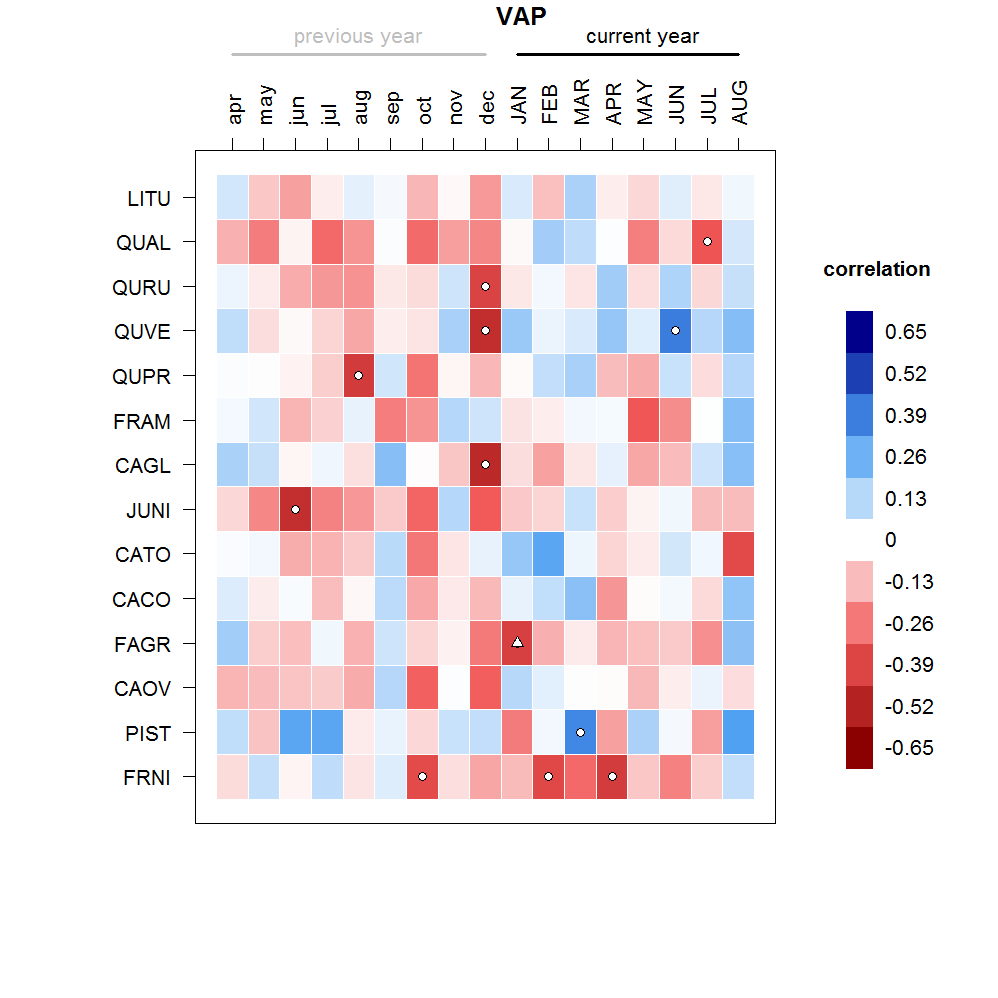 VAP
previous year current year
apr may jun jul aug sep oct nov dec JAN FEB MAR APR MAY JUN JUL AUG
LITU
QUAL
QURU
QUVE
QUPR
FRAM
CAGL
JUNI
CATO
CACO
FAGR
CAOV
PIST
FRNI
correlation
0.65
0.52
0.39
0.26
0.13
0
-0.13
-0.26
-0.39
-0.52
-0.65